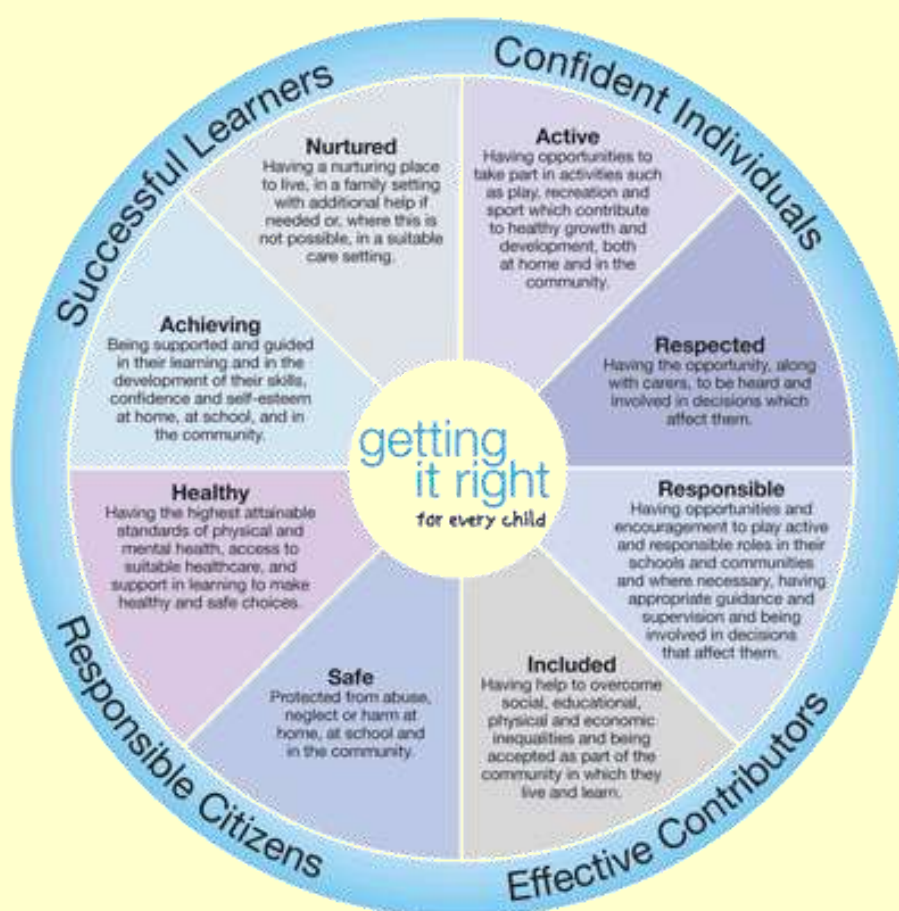 Successful Learners
Confident Individuals
Nurtured
Having a nurturing place
to live, in a family setting
with additional help if
needed or, where this is
not possible, in a suitable
care setting.
Active
Having opportunities to
take part in activities such
as play, recreation and
sport which contribute
to healthy growth and
development, both
at home and in the
community.
Achieving
Being supported and guided
in their learning and in the
development of their skills,
confidence and self-esteem
at home, at school, and in
the community.
Respected
Having the opportunity, along
with carers, to be heard and
involved in decisions which
affect them.
getting
it right
for every child
Healthy
Having the highest attainable
standards of physical and
mental health, access to
suitable healthcare, and
support in learning to make
healthy and safe choices.
Responsible
Having opportunities and
encouragement to play active
and responsible roles in their
schools and communities
and where necessary, having
appropriate guidance and
supervision and being
involved in decisions
that affect them.
Safe
Protected from abuse,
neglect or harm at
home, at school and
in the community.
Included
Having help to overcome
social, educational,
physical and economic
inequalities and being
accepted as part of the
community in which they
live and learn.
Responsible Citizens
Effective Contributors